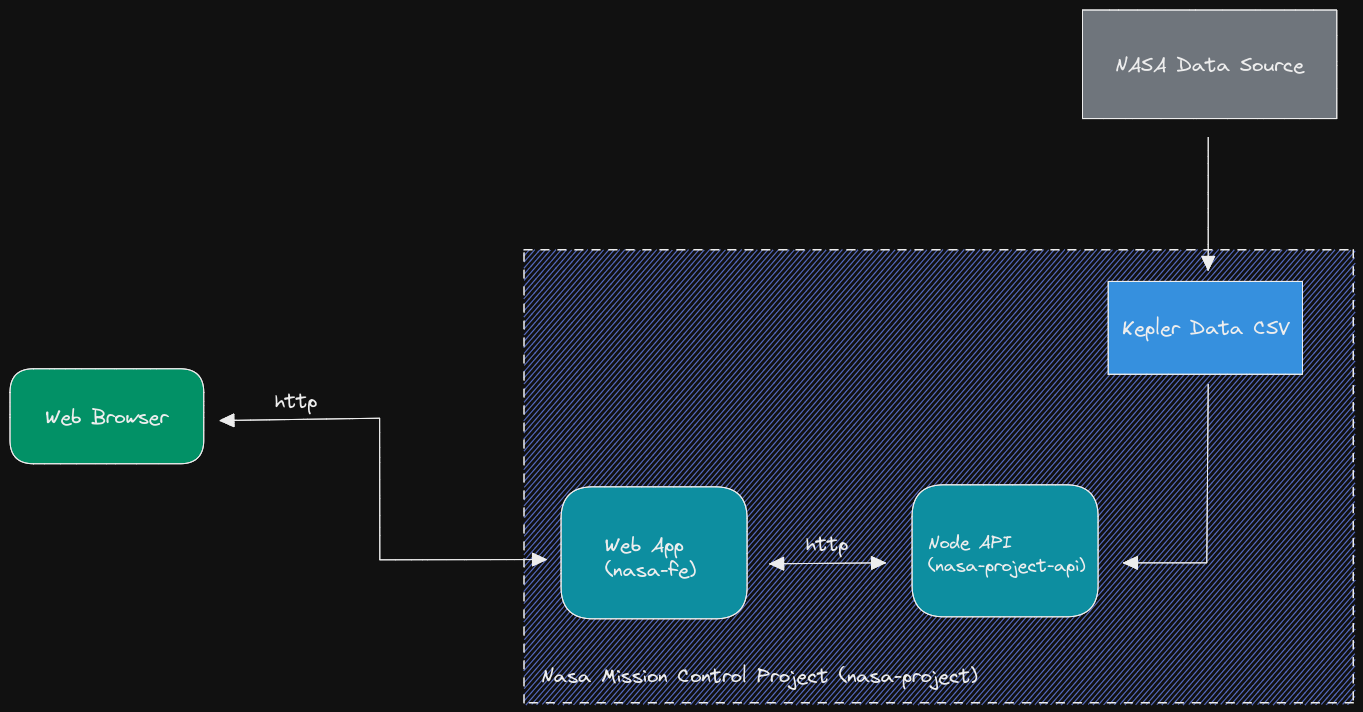 NASA Data Source
Kepler Data CSV
Web Browser
http
Web App
(nasa-fe)
http
Node API
(nasa-project-api)
Nasa Mission Control Project (nasa-project)